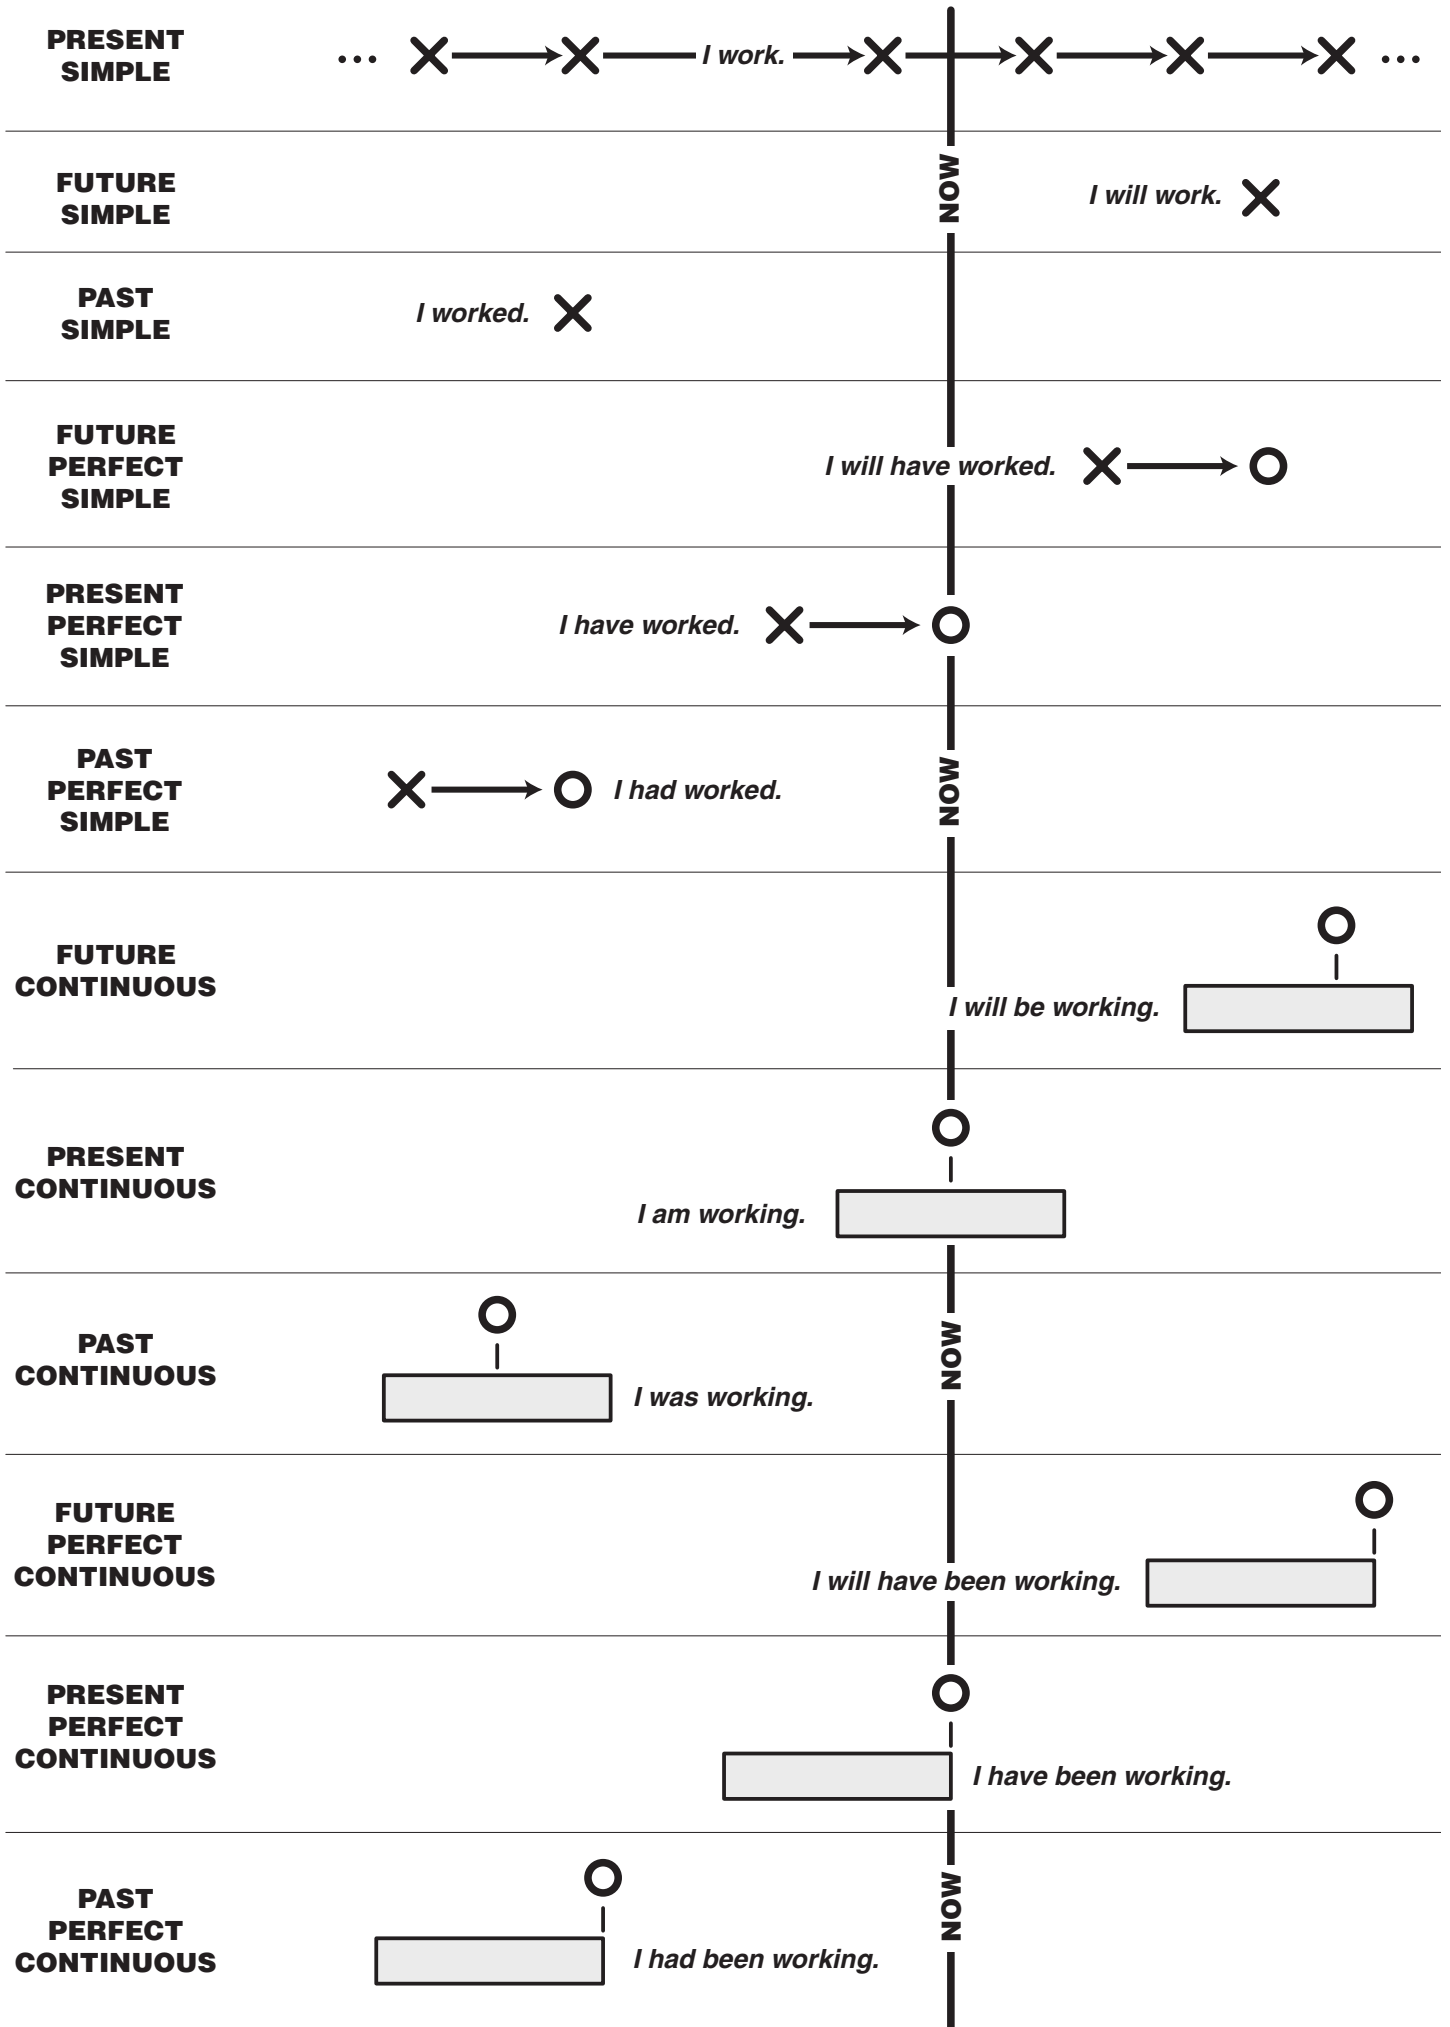 PRESENT
SIMPLE
... I work. ...
FUTURE
SIMPLE
NOW
I will work.
PAST
SIMPLE
I worked.
FUTURE
PERFECT
SIMPLE
I will have worked.
PRESENT
PERFECT
SIMPLE
I have worked.
PAST
PERFECT
SIMPLE
I had worked.
NOW
FUTURE
CONTINUOUS
I will be working.
PRESENT
CONTINUOUS
I am working.
PAST
CONTINUOUS
I was working.
NOW
FUTURE
PERFECT
CONTINUOUS
I will have been working.
PRESENT
PERFECT
CONTINUOUS
I have been working.
PAST
PERFECT
CONTINUOUS
I had been working.
NOW